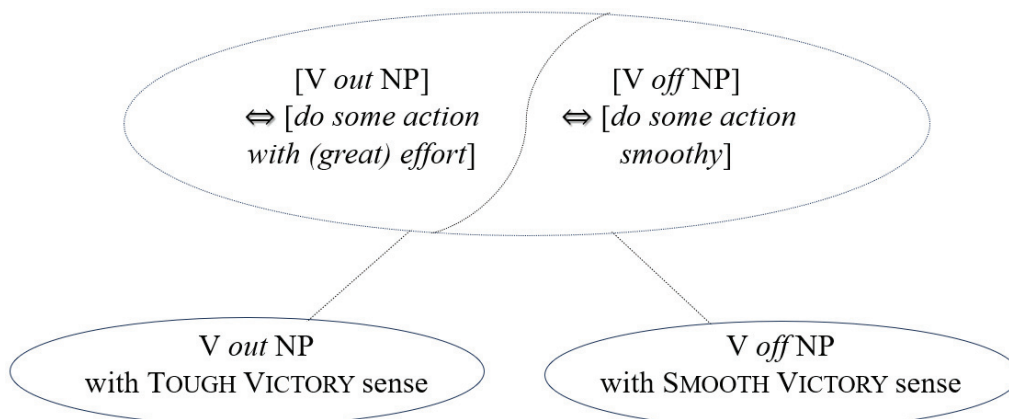 [V out NP]
⇔ [do some action
with (great) effort]
[V off NP]
⇔ [do some action
smoothy]
V out NP
with TOUGH VICTORY sense
V off NP
with SMOOTH VICTORY sense